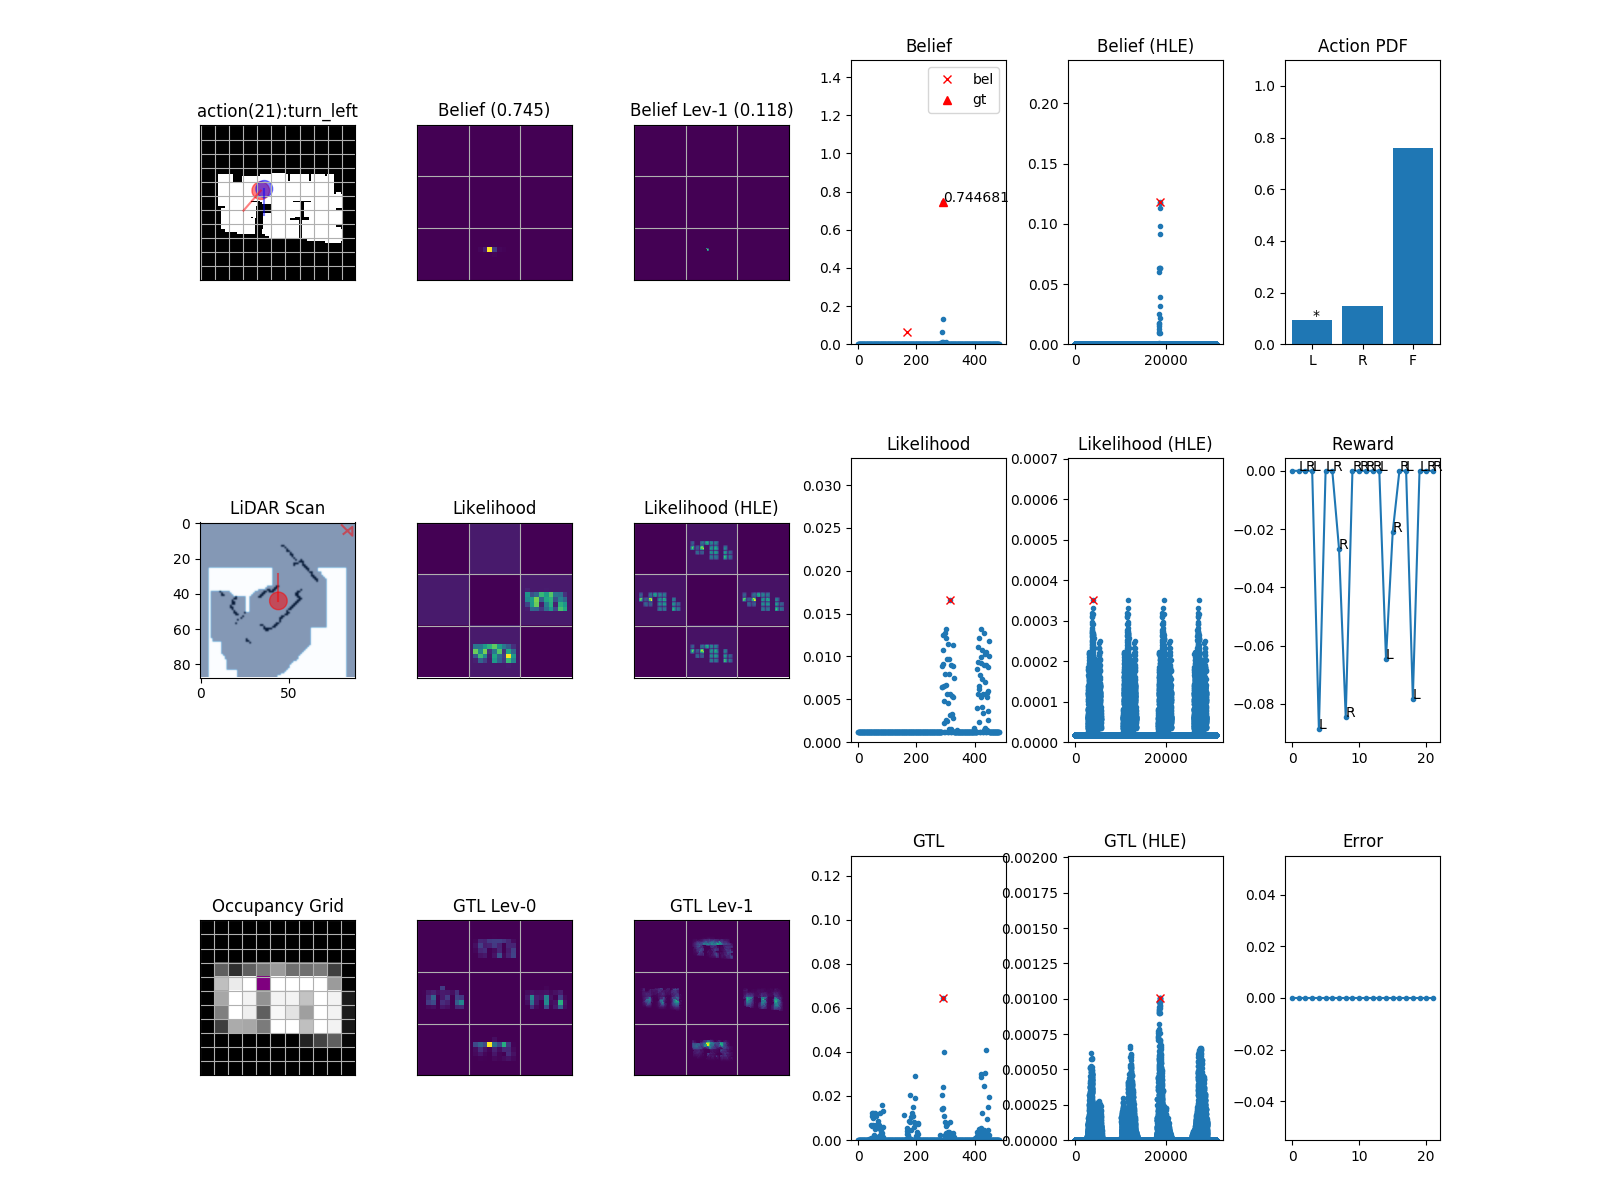 Belief
Belief (HLE)
Action PDF
action(21):turn_left
Belief (0.745)
Belief Lev-1 (0.118)
1.4
1.2
1.0
0.8
0.6
0.4
0.2
0.0
0 200 400
bel
gt
0.744681
0.20
0.15
0.10
0.05
0.00
0 20000
1.0
0.8
0.6
0.4
0.2
0.0
*
L R F
LiDAR Scan
Likelihood
Likelihood (HLE)
Likelihood
Likelihood (HLE)
Reward
0
20
40
60
80
0 50
0.030
0.025
0.020
0.015
0.010
0.005
0.000
0 200 400
0.0007
0.0006
0.0005
0.0004
0.0003
0.0002
0.0001
0.0000
0 20000
0.00
−0.02
−0.04
−0.06
−0.08
0 10 20
L
R
L
R
R
L
R
L
Occupancy Grid
GTL Lev-0
GTL Lev-1
GTL
GTL (HLE)
Error
0.12
0.10
0.08
0.06
0.04
0.02
0.00
0 200 400
0.00200
0.00175
0.00150
0.00125
0.00100
0.00075
0.00050
0.00025
0.00000
0 20000
0.04
0.02
0.00
−0.02
−0.04
0 10 20